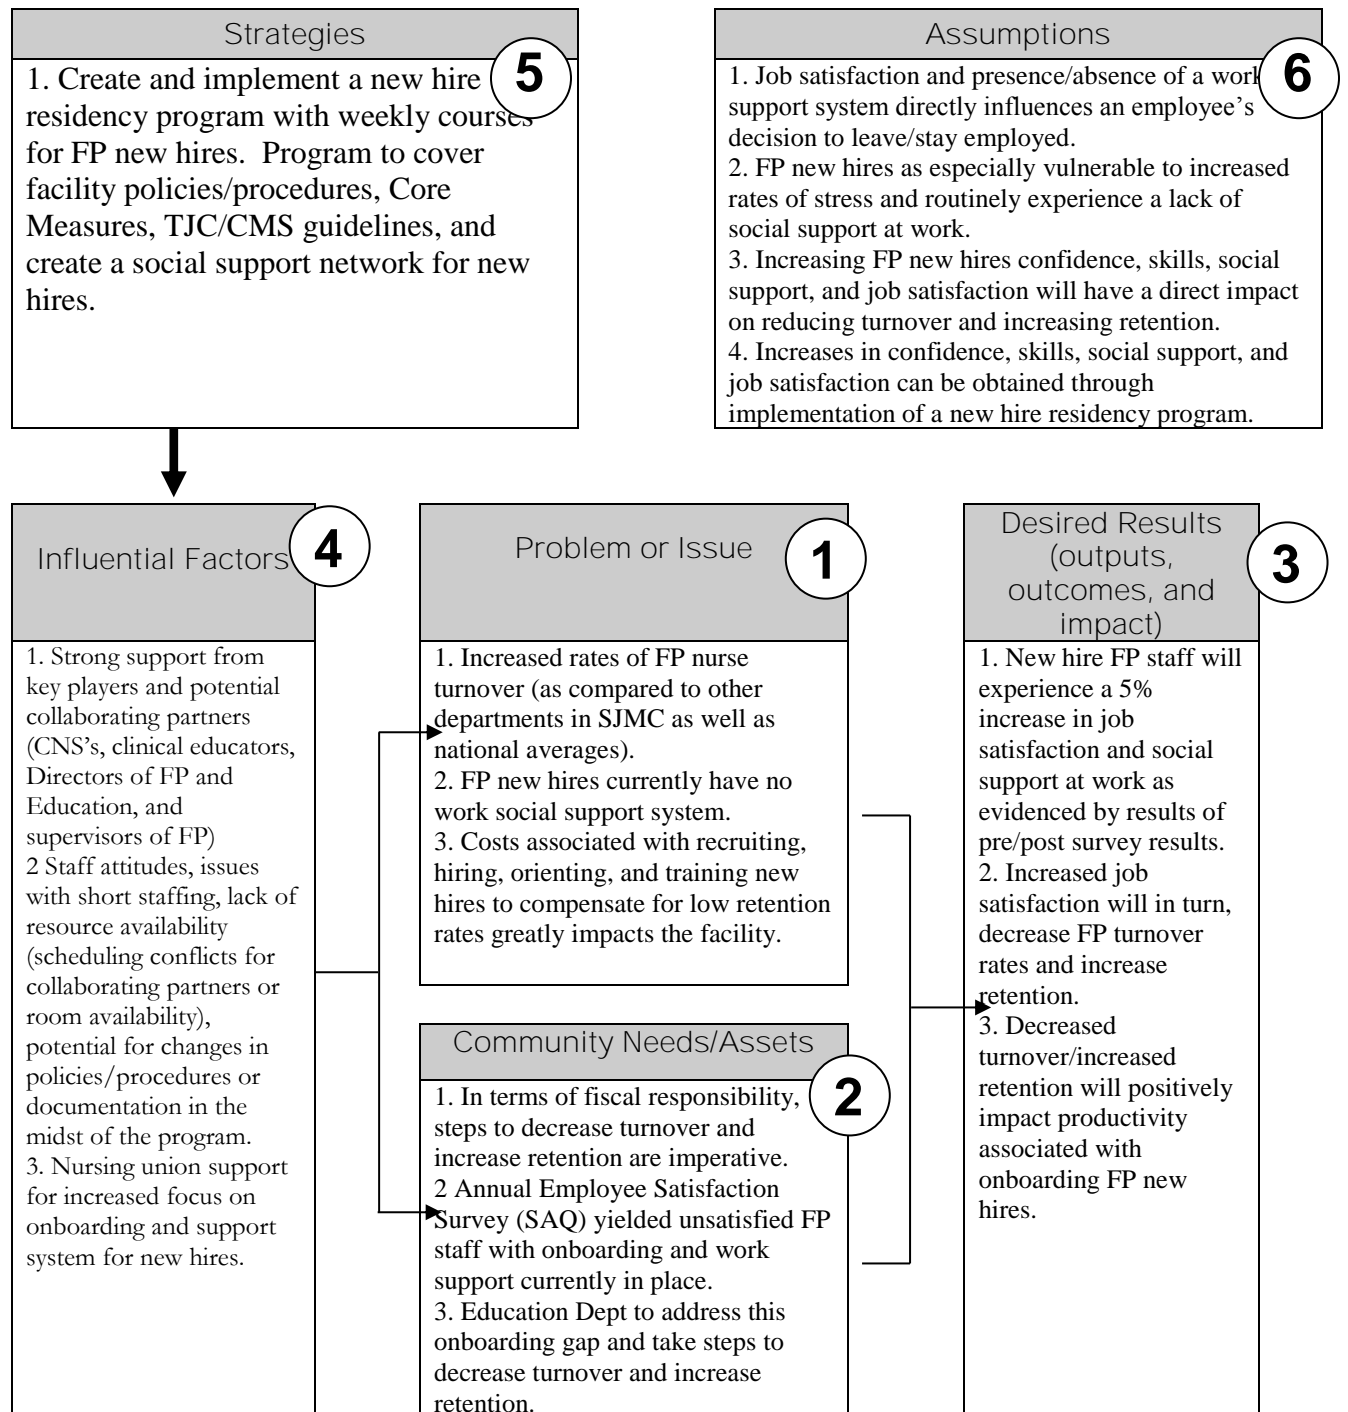 Strategies
5
1. Create and implement a new hire
residency program with weekly courses
for FP new hires.  Program to cover
facility policies/procedures, Core
Measures, TJC/CMS guidelines, and
create a social support network for new
hires.
Assumptions
6
1. Job satisfaction and presence/absence of a work
support system directly influences an employee’s
decision to leave/stay employed.
2. FP new hires as especially vulnerable to increased
rates of stress and routinely experience a lack of
social support at work.
3. Increasing FP new hires confidence, skills, social
support, and job satisfaction will have a direct impact
on reducing turnover and increasing retention.
4. Increases in confidence, skills, social support, and
job satisfaction can be obtained through
implementation of a new hire residency program.
Influential Factors
4
1. Strong support from
key players and potential
collaborating partners
(CNS’s, clinical educators,
Directors of FP and
Education, and
supervisors of FP)
2 Staff attitudes, issues
with short staffing, lack of
resource availability
(scheduling conflicts for
collaborating partners or
room availability),
potential for changes in
policies/procedures or
documentation in the
midst of the program.
3. Nursing union support
for increased focus on
onboarding and support
system for new hires.
Problem or Issue
1
1. Increased rates of FP nurse
turnover (as compared to other
departments in SJMC as well as
national averages).
2. FP new hires currently have no
work social support system.
3. Costs associated with recruiting,
hiring, orienting, and training new
hires to compensate for low retention
rates greatly impacts the facility.
Community Needs/Assets
2
1. In terms of fiscal responsibility,
steps to decrease turnover and
increase retention are imperative.
2 Annual Employee Satisfaction
Survey (SAQ) yielded unsatisfied FP
staff with onboarding and work
support currently in place.
3. Education Dept to address this
onboarding gap and take steps to
decrease turnover and increase
retention.
Desired Results
(outputs,
outcomes, and
impact)
3
1. New hire FP staff will
experience a 5%
increase in job
satisfaction and social
support at work as
evidenced by results of
pre/post survey results.
2. Increased job
satisfaction will in turn,
decrease FP turnover
rates and increase
retention.
3. Decreased
turnover/increased
retention will positively
impact productivity
associated with
onboarding FP new
hires.